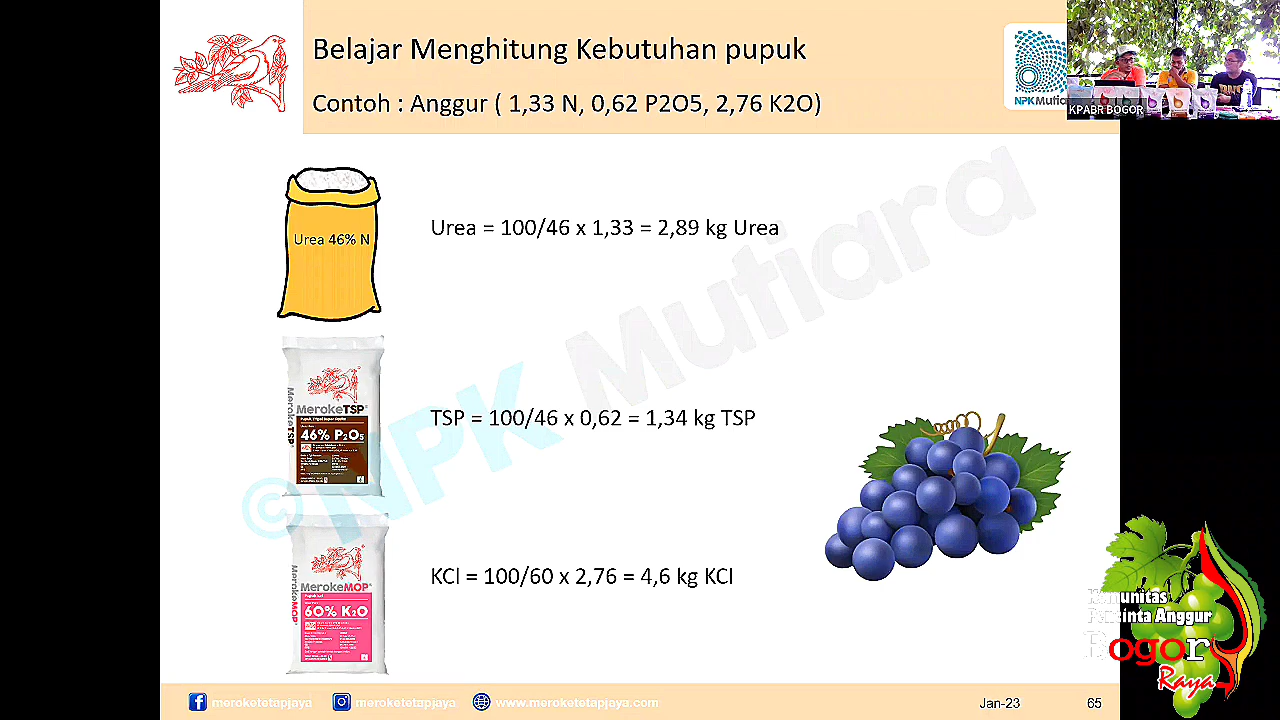 Belajar Menghitung Kebutuhan pupuk
Contoh : Anggur ( 1,33 N, 0,62 P2O5, 2,76 K2O)
NPK Mutiara
KPABR BOGOR
Urea 46% N
Urea = 100/46 x 1,33 = 2,89 kg Urea
MerokeTSP
MerokeTSP
46% P2O5
TSP = 100/46 x 0,62 = 1,34 kg TSP
MerokeMOP
MerokeMOP
60% K2O
KCl = 100/60 x 2,76 = 4,6 kg KCl
© NPK Mutiara
Komunitas
Pencinta Anggur
Bogor
Raya
meroketetapjaya
meroketetapjaya
www.meroketetapjaya.com
Jan-23
65